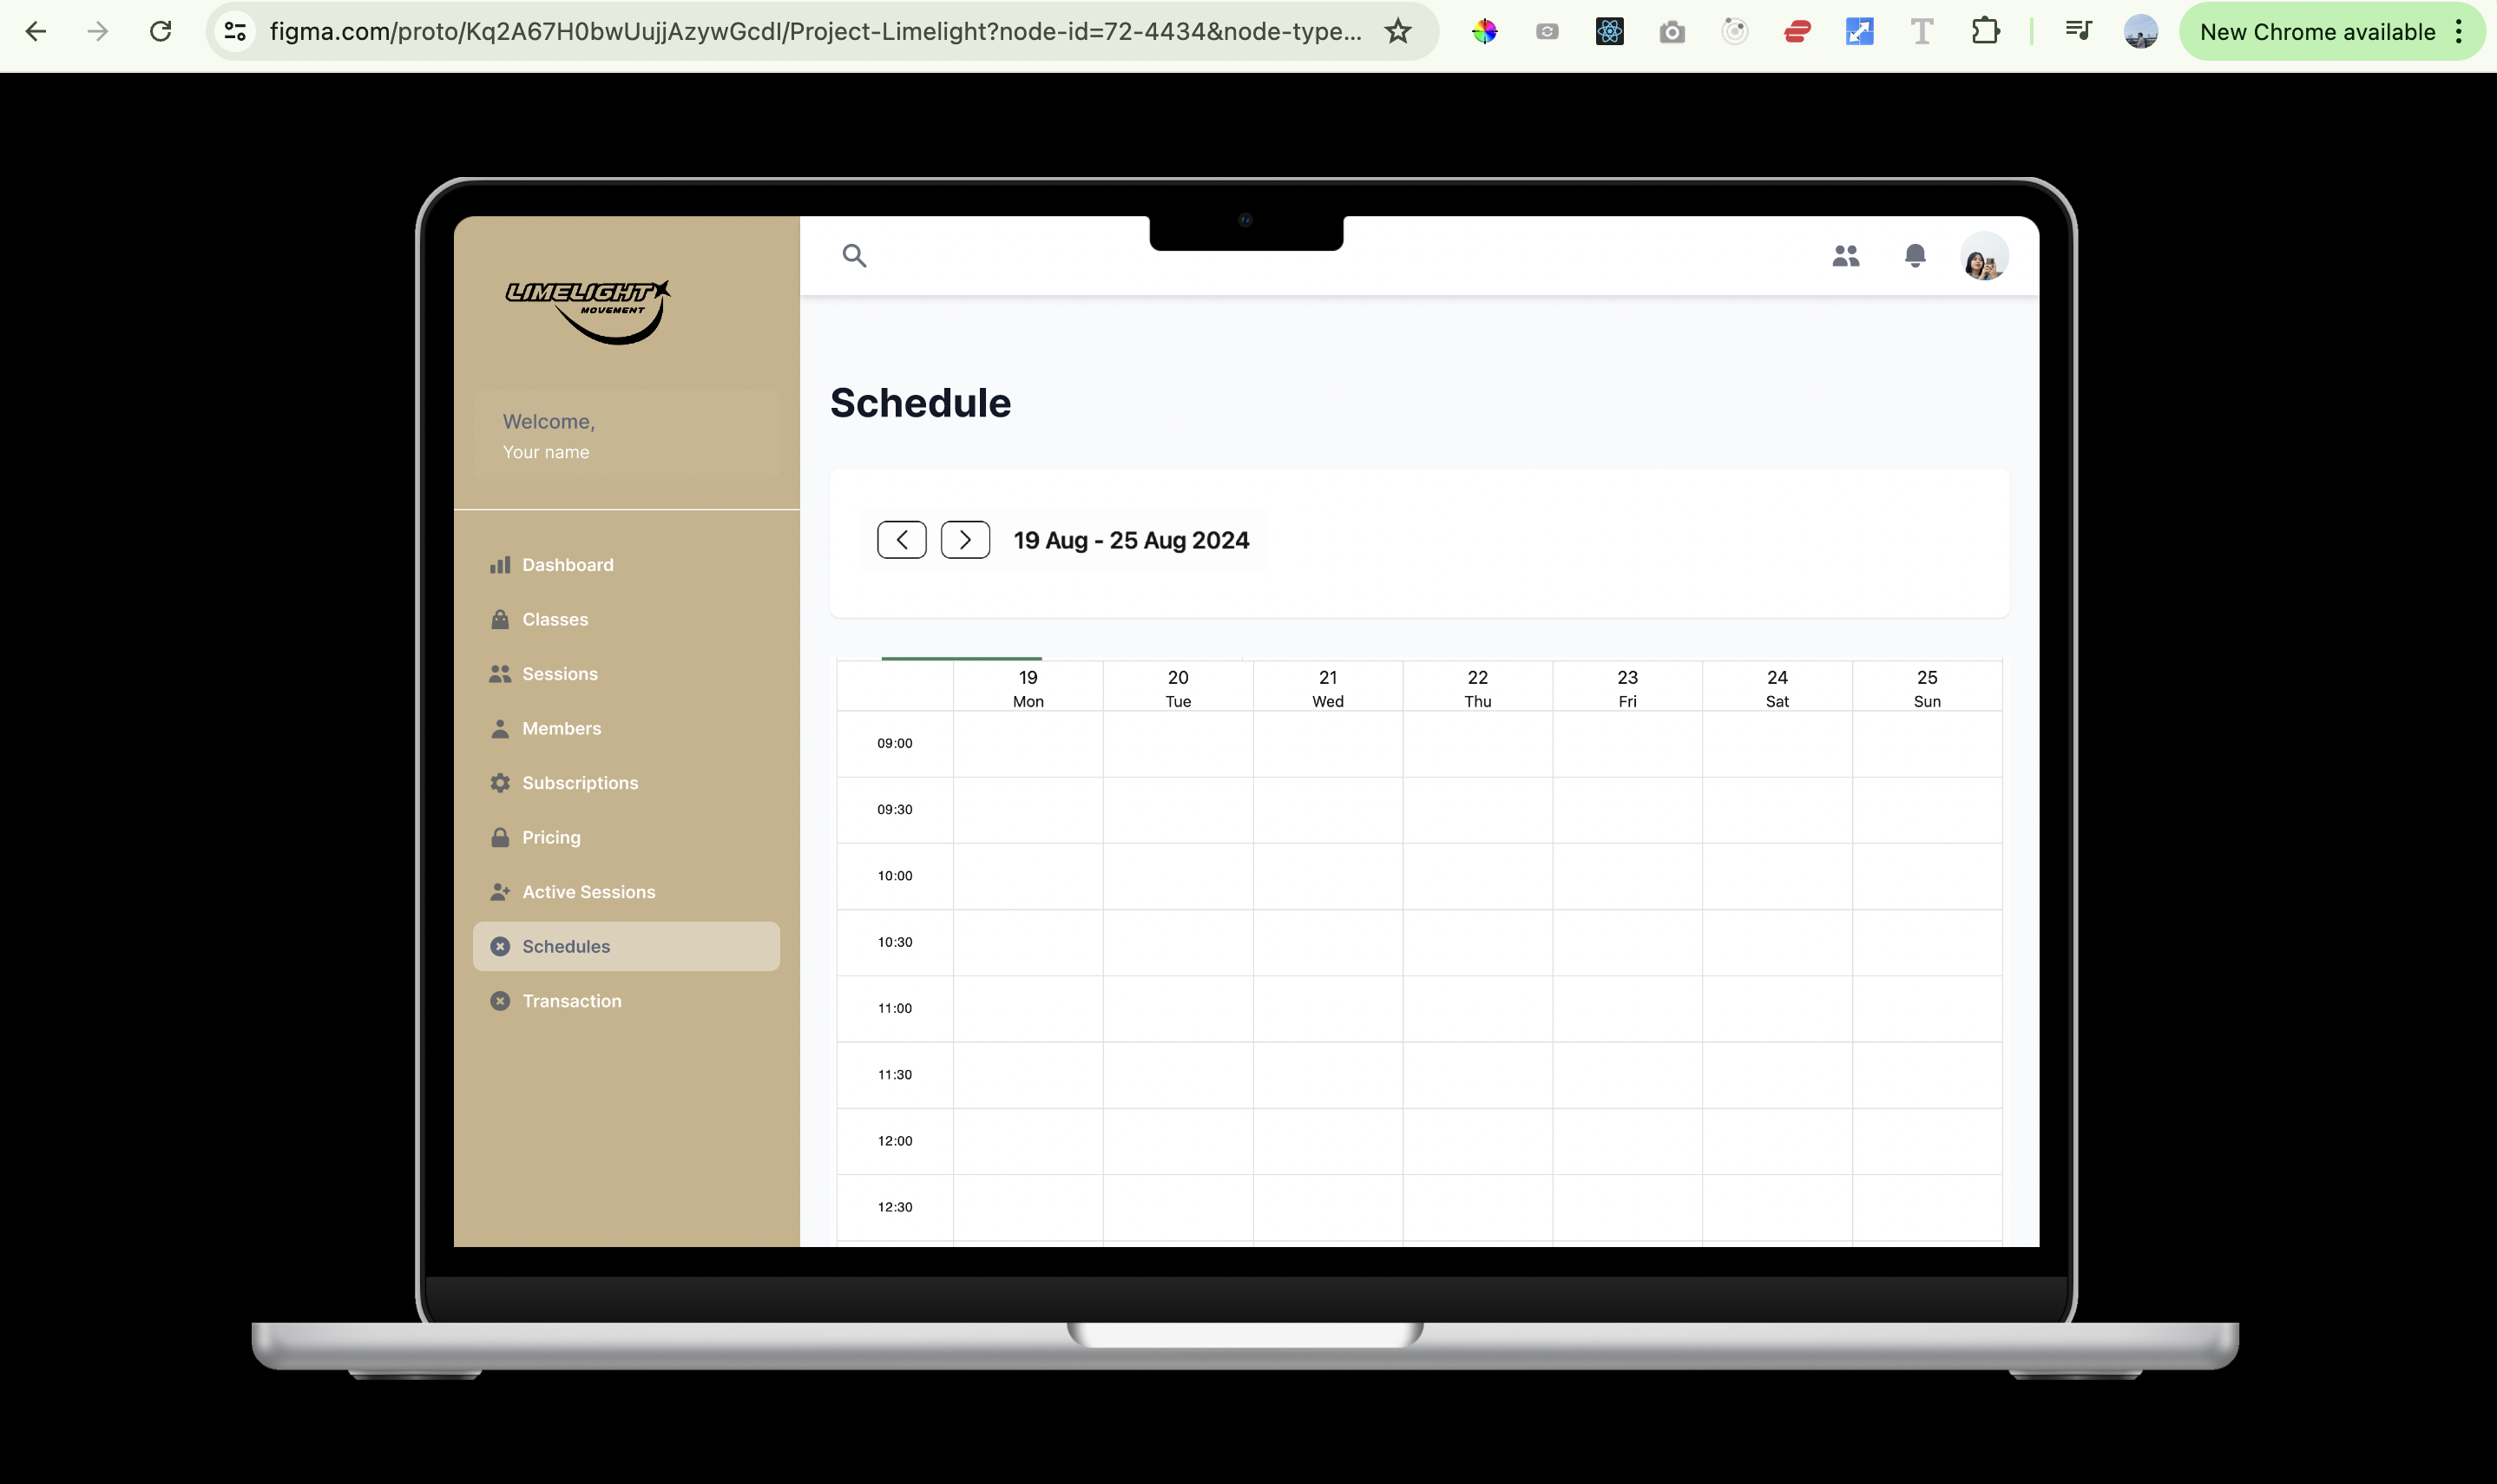 figma.com/proto/Kq2A67H0bwUujjAzywGcdI/Project-Limelight?node-id=72-4434&node-type...
New Chrome available
LIMELIGHT
MOVEMENT
Welcome,
Your name
Dashboard
Classes
Sessions
Members
Subscriptions
Pricing
Active Sessions
Schedules
Transaction
Schedule
19 Aug - 25 Aug 2024
19 20 21 22 23 24 25
Mon Tue Wed Thu Fri Sat Sun
09:00
09:30
10:00
10:30
11:00
11:30
12:00
12:30